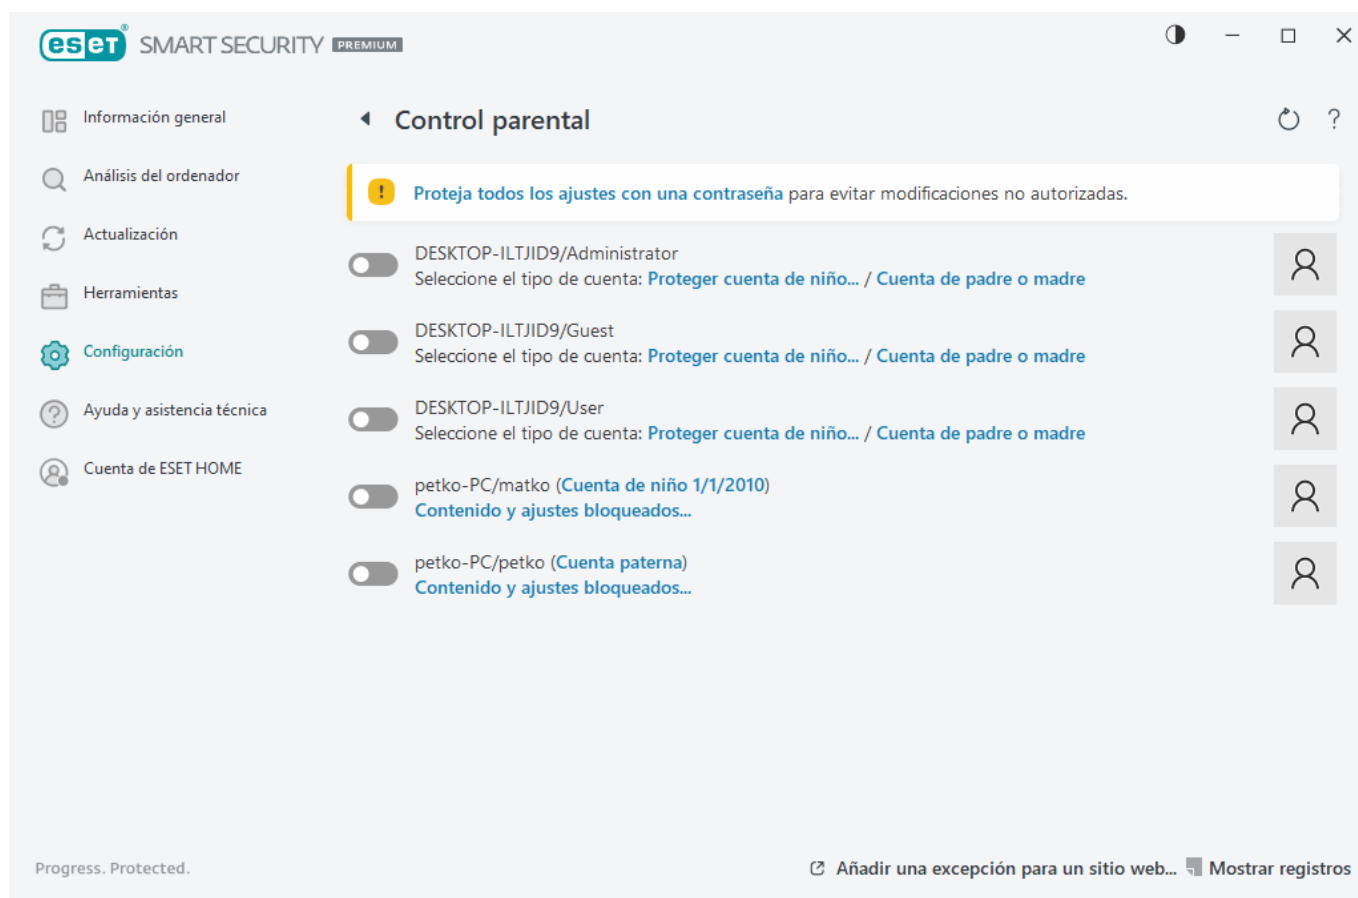 eset® SMART SECURITY PREMIUM
Información general
Análisis del ordenador
Actualización
Herramientas
Configuración
Ayuda y asistencia técnica
Cuenta de ESET HOME
Control parental
?
! Proteja todos los ajustes con una contraseña para evitar modificaciones no autorizadas.
DESKTOP-ILTJID9/Administrator
Seleccione el tipo de cuenta: Proteger cuenta de niño... / Cuenta de padre o madre
DESKTOP-ILTJID9/Guest
Seleccione el tipo de cuenta: Proteger cuenta de niño... / Cuenta de padre o madre
DESKTOP-ILTJID9/User
Seleccione el tipo de cuenta: Proteger cuenta de niño... / Cuenta de padre o madre
petko-PC/matko (Cuenta de niño 1/1/2010)
Contenido y ajustes bloqueados...
petko-PC/petko (Cuenta paterna)
Contenido y ajustes bloqueados...
Progress. Protected.
Añadir una excepción para un sitio web... Mostrar registros